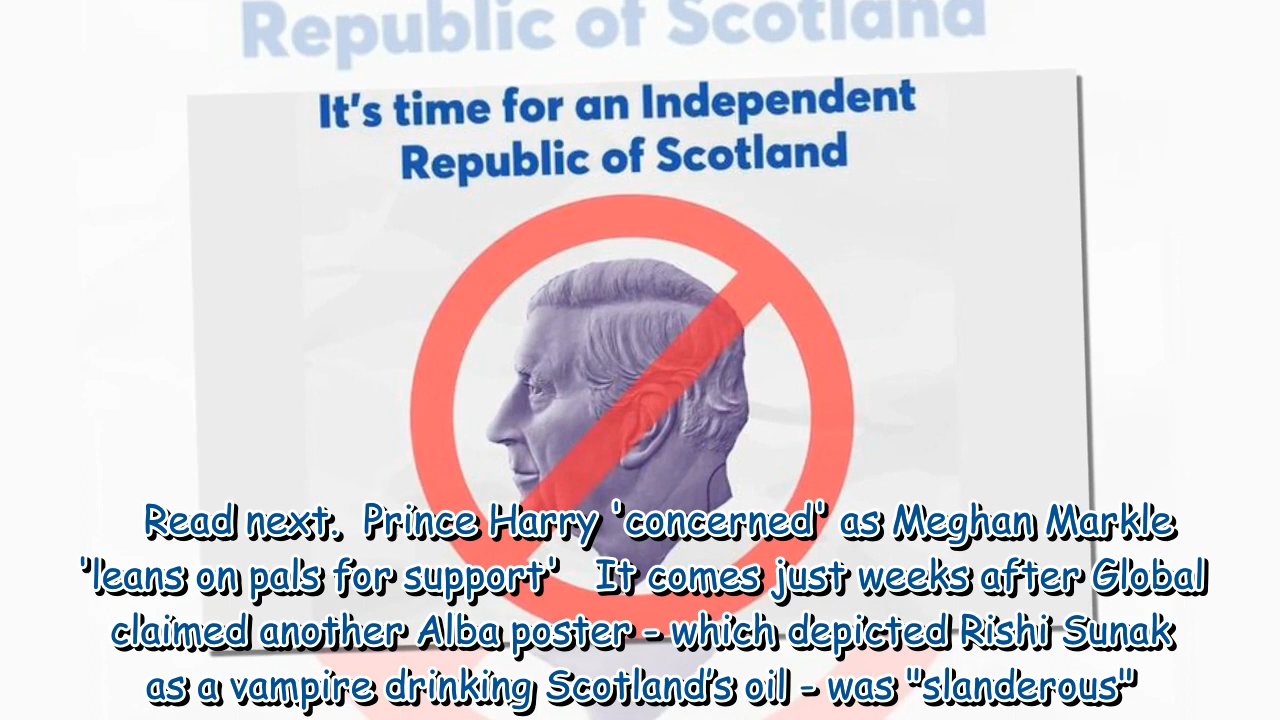 Republic of Scotland
It's time for an Independent
Republic of Scotland
Read next. Prince Harry 'concerned' as Meghan Markle
'leans on pals for support' It comes just weeks after Global
claimed another Alba poster - which depicted Rishi Sunak
as a vampire drinking Scotland's oil - was "slanderous"